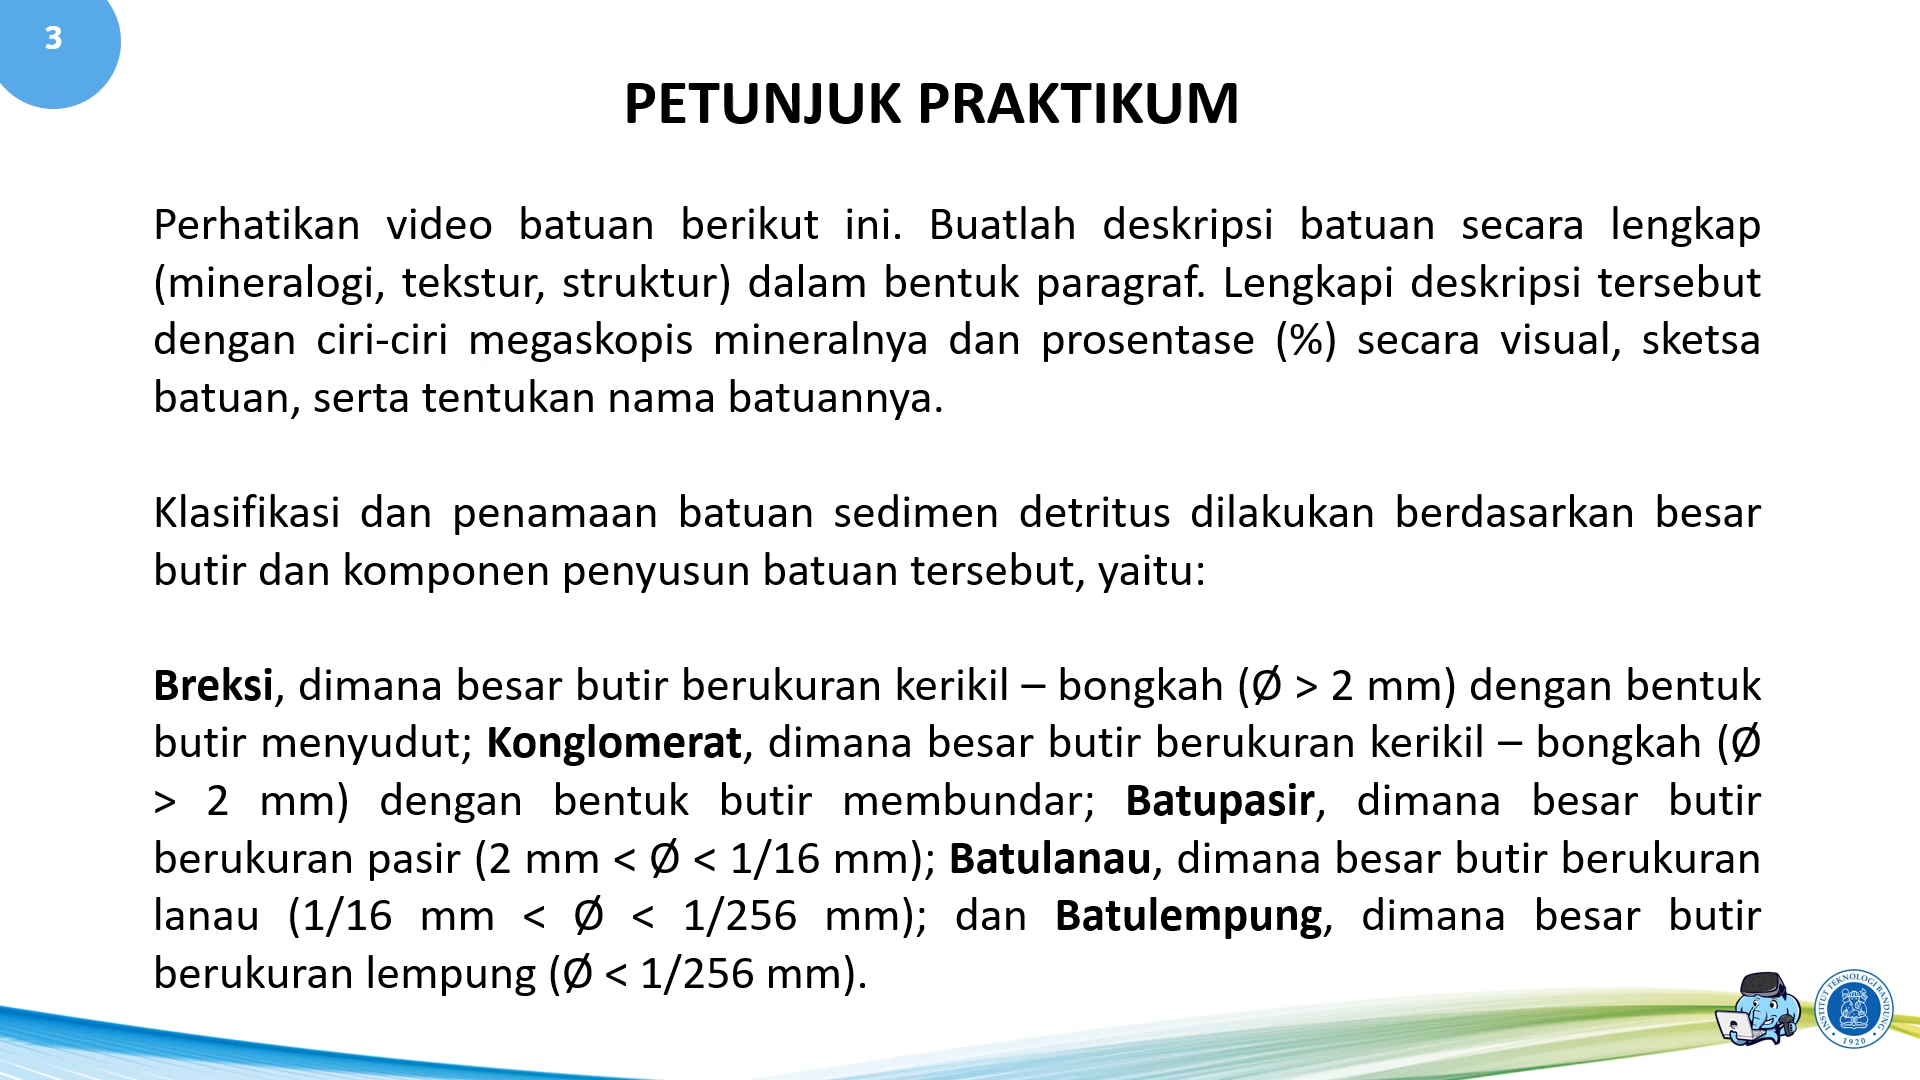 3
PETUNJUK PRAKTIKUM
Perhatikan video batuan berikut ini. Buatlah deskripsi batuan secara lengkap
(mineralogi, tekstur, struktur) dalam bentuk paragraf. Lengkapi deskripsi tersebut
dengan ciri-ciri megaskopis mineralnya dan prosentase (%) secara visual, sketsa
batuan, serta tentukan nama batuannya.
Klasifikasi dan penamaan batuan sedimen detritus dilakukan berdasarkan besar
butir dan komponen penyusun batuan tersebut, yaitu:
Breksi, dimana besar butir berukuran kerikil – bongkah (Ø > 2 mm) dengan bentuk
butir menyudut; Konglomerat, dimana besar butir berukuran kerikil – bongkah (Ø
> 2 mm) dengan bentuk butir membundar; Batupasir, dimana besar butir
berukuran pasir (2 mm < Ø < 1/16 mm); Batulanau, dimana besar butir berukuran
lanau (1/16 mm < Ø < 1/256 mm); dan Batulempung, dimana besar butir
berukuran lempung (Ø < 1/256 mm).
INSTITUT TEKNOLOGI BANDUNG
1920